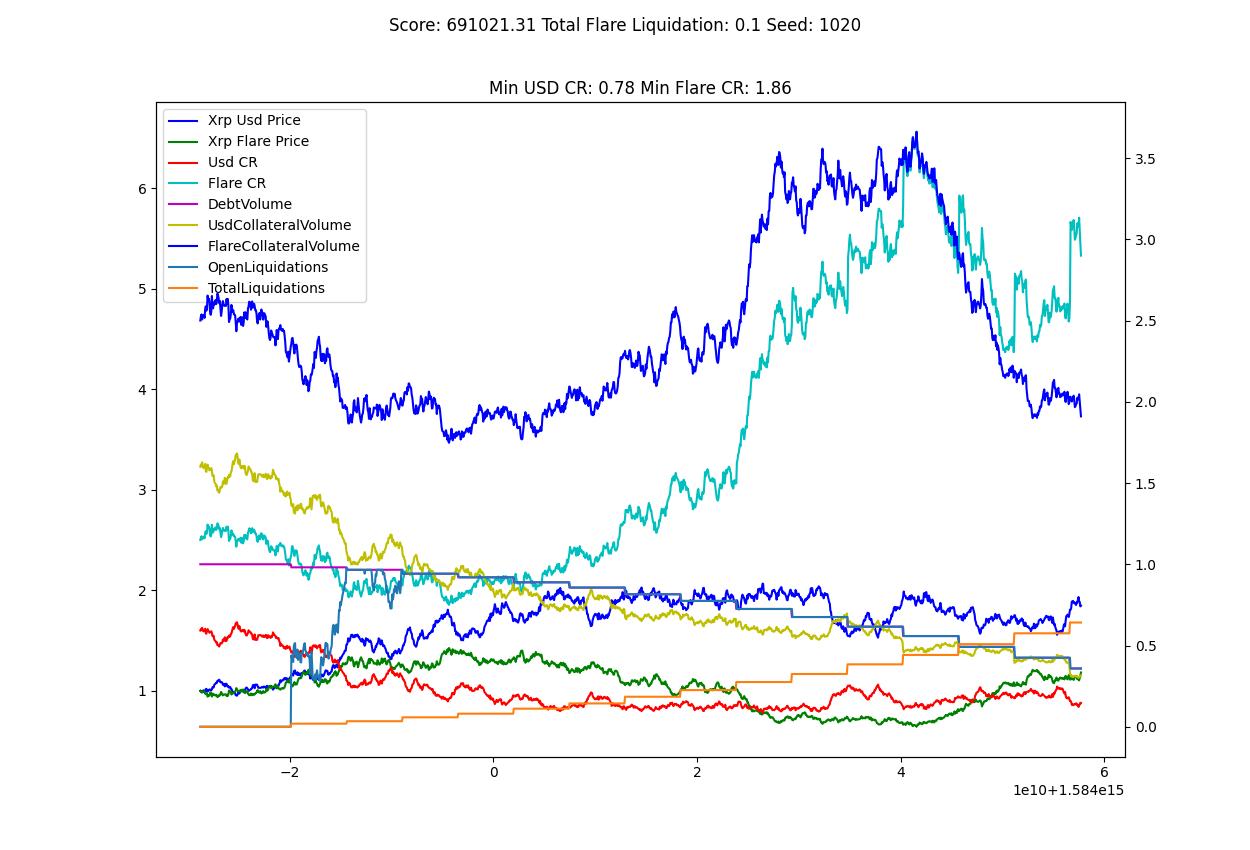 Score: 691021.31 Total Flare Liquidation: 0.1 Seed: 1020
Min USD CR: 0.78 Min Flare CR: 1.86
Xrp Usd Price
Xrp Flare Price
Usd CR
Flare CR
DebtVolume
UsdCollateralVolume
FlareCollateralVolume
OpenLiquidations
TotalLiquidations
6
5
4
3
2
1
3.5
3.0
2.5
2.0
1.5
1.0
0.5
0.0
−2
0
2
4
6
1e10+1.584e15